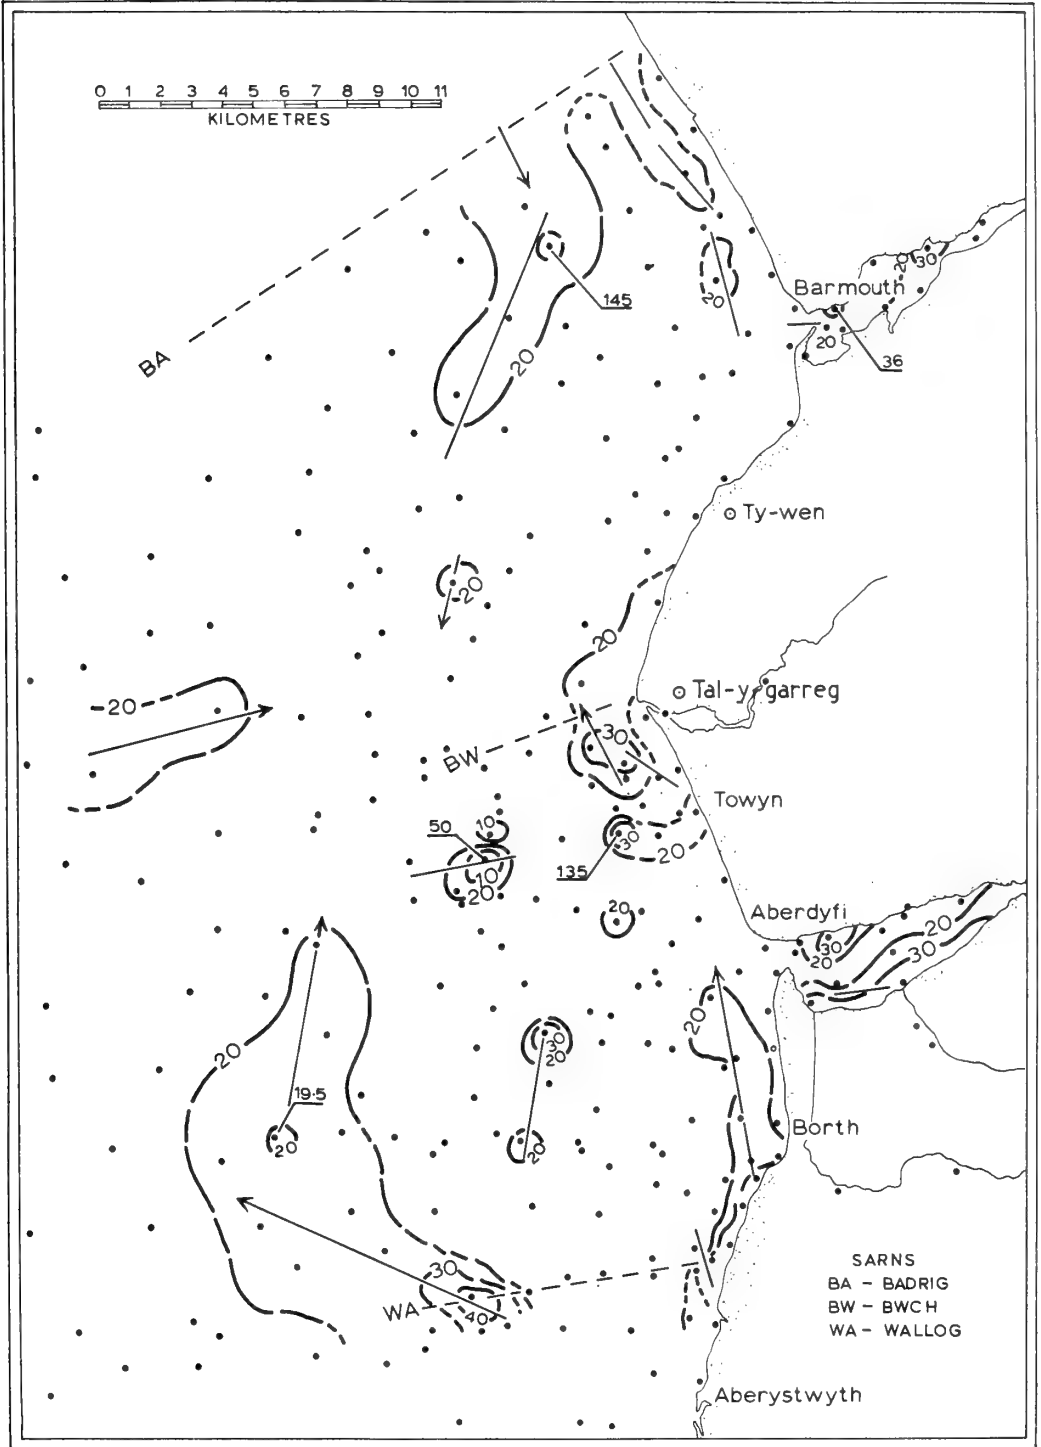 0 1 2 3 4 5 6 7 8 9 10 11
KILOMETRES
145
20
30
Barmouth
20
BA
20
20
36
Ty-wen
20
20
20
Tal-y-garreg
30
BW
Towyn
10
50
30
10
20
135
20
20
Aberdyfi
20
30
20
30
20
30
20
20
19·5
20
20
Borth
30
WA
40
SARNS
BA – BADRIG
BW – BWCH
WA – WALLOG
Aberystwyth